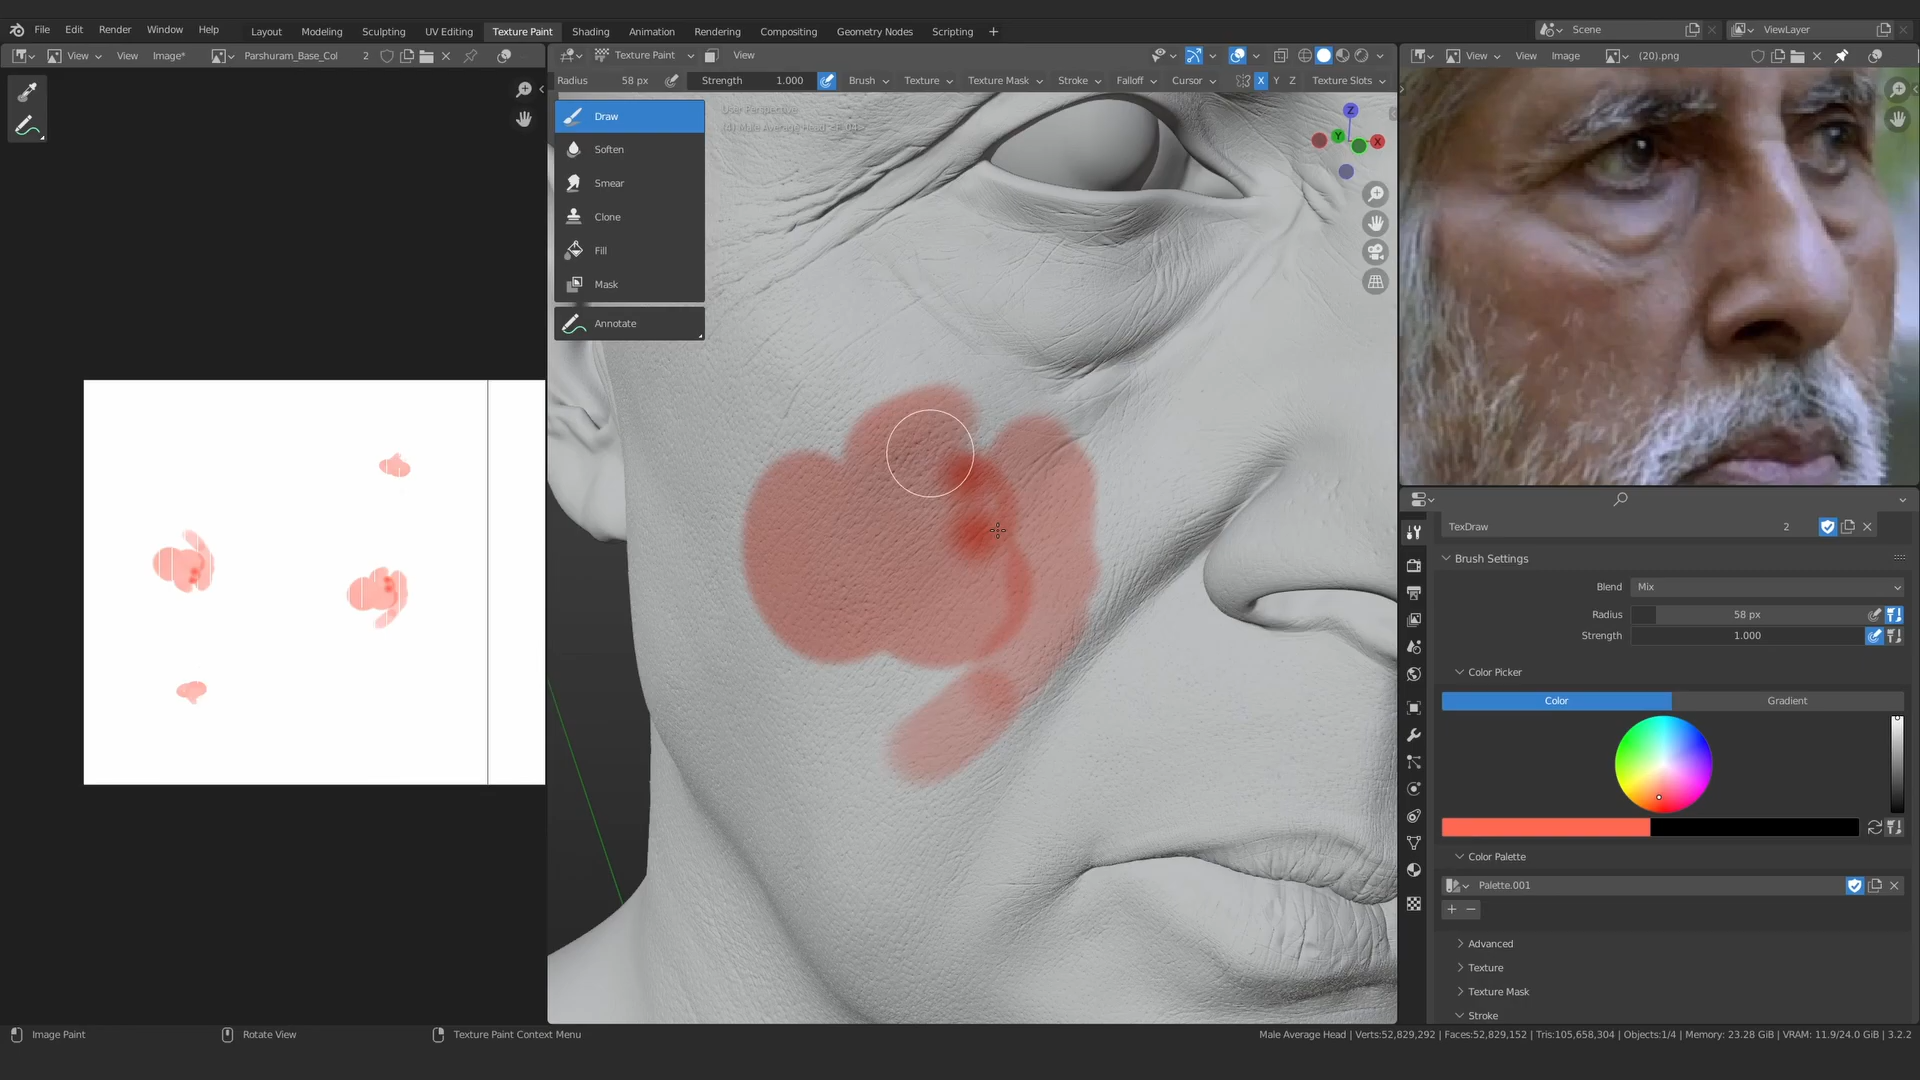 File Edit Render Window Help Layout Modeling Sculpting UV Editing Texture Paint Shading Animation Rendering Compositing Geometry Nodes Scripting + Scene ViewLayer
View View Image* Parshuram_Base_Col 2 Texture Paint View View View Image (20).png
Radius 58 px Strength 1.000 Brush Texture Texture Mask Stroke Falloff Cursor X Y Z Texture Slots
User Perspective
Draw
Soften
Smear
Clone
Fill
Mask
Annotate
Z
Y
X
TexDraw 2
Brush Settings
Blend Mix
Radius 58 px
Strength 1.000
Color Picker
Color Gradient
Color Palette
Palette.001
Advanced
Texture
Texture Mask
Stroke
Image Paint Rotate View Texture Paint Context Menu Male Average Head | Verts:52,829,292 | Faces:52,829,152 | Tris:105,658,304 | Objects:1/4 | Memory: 23.28 GiB | VRAM: 11.9/24.0 GiB | 3.2.2